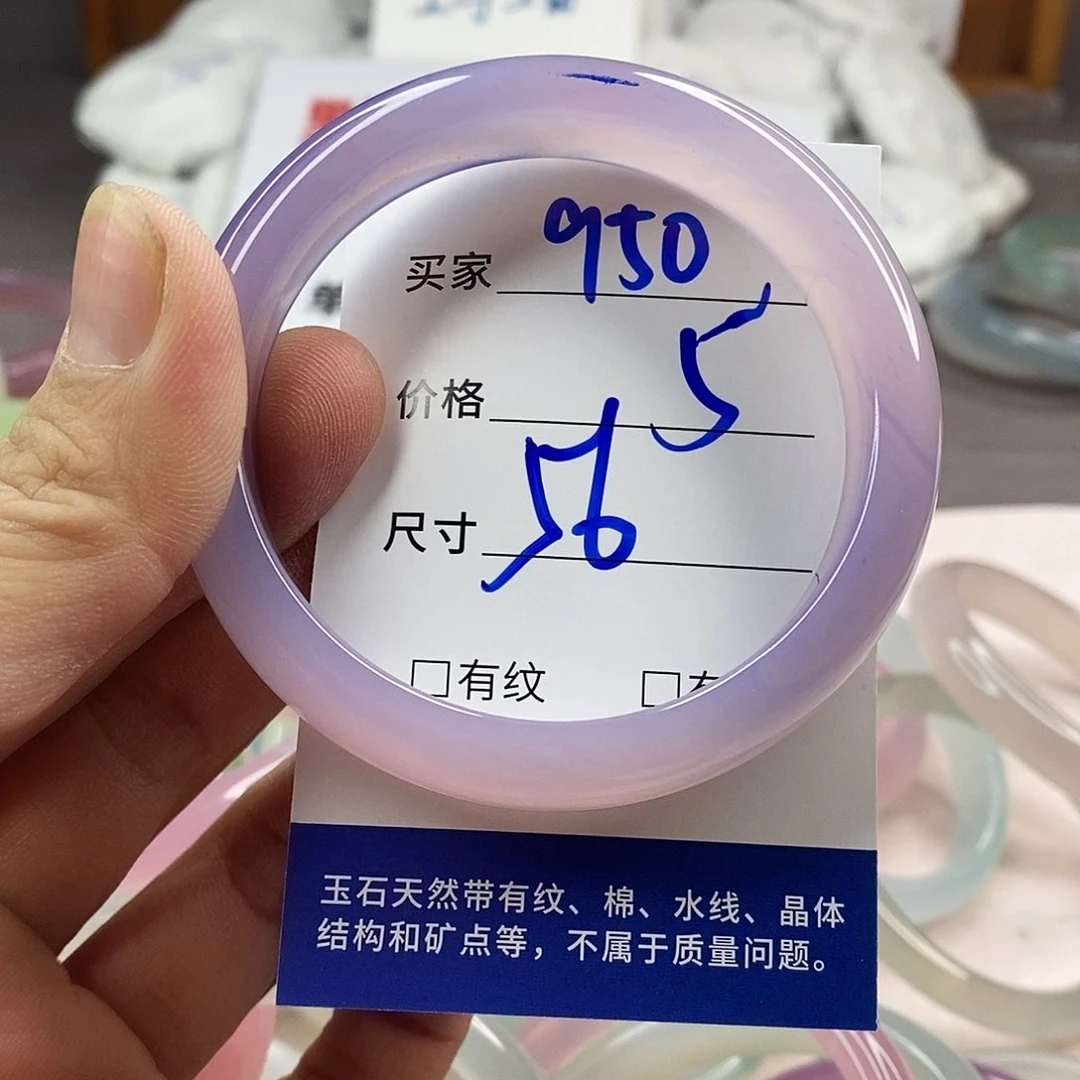 买家 950
价格 5
尺寸 56
□有纹 □
玉石天然带有纹、棉、水线、晶体
结构和矿点等，不属于质量问题。